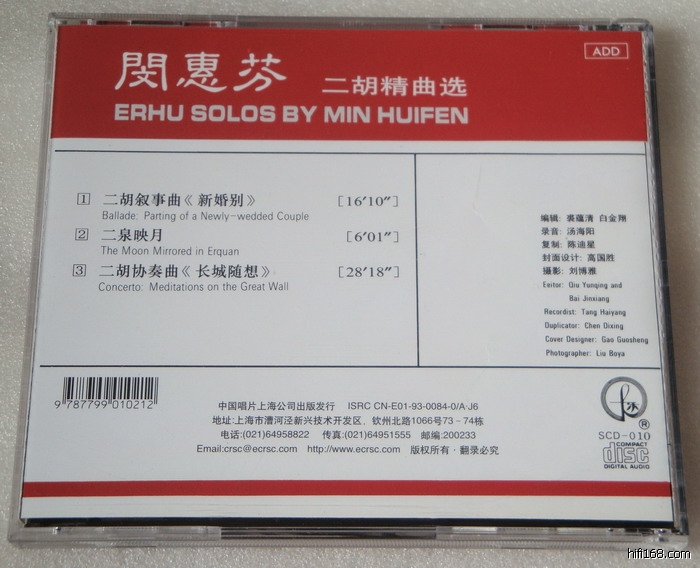 ADD
闵惠芬 二胡精曲选
ERHU SOLOS BY MIN HUIFEN
1 二胡叙事曲《新婚别》 [16′10″]
Ballade: Parting of a Newly-wedded Couple
2 二泉映月 [6′01″]
The Moon Mirrored in Erquan
3 二胡协奏曲《长城随想》 [28′18″]
Concerto: Meditations on the Great Wall
编辑: 裘蕴清 白金翔
录音: 汤海阳
复制: 陈迪星
封面设计: 高国胜
摄影: 刘博雅
Exitor: Qiu Yunqing and
Bai Jinxiang
Recordist: Tang Haiyang
Duplicator: Chen Dixing
Cover Designer: Gao Guosheng
Photographer: Liu Boya
9 787799 010212
中国唱片上海公司出版发行 ISRC CN-E01-93-0084-0/A·J6
地址:上海市漕河泾新兴技术开发区、钦州北路1066号73-74栋
电话:(021)64958822 传真:(021)64951555 邮编:200233
Email:crsc@ecrsc.com http://www.ecrsc.com 版权所有·翻录必究
®
SCD-010
COMPACT
disc
DIGITAL AUDIO
hifi168.com